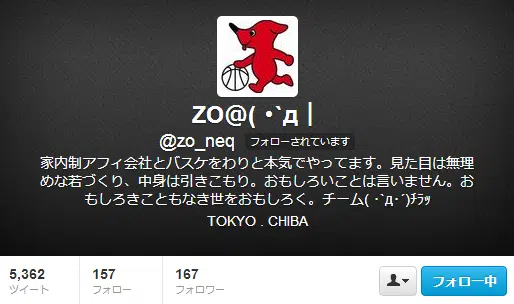 ZO@( ･`д｜
@zo_neq フォローされています
家内制アフィ会社とバスケをわりと本気でやってます。見た目は無理
めな若づくり、中身は引きこもり。おもしろいことは言いません。お
もしろきこともなき世をおもしろく。チーム( ･`д･´)ﾁﾗｯ
TOKYO . CHIBA
5,362 157 167
ツイート フォロー フォロワー
フォロー中